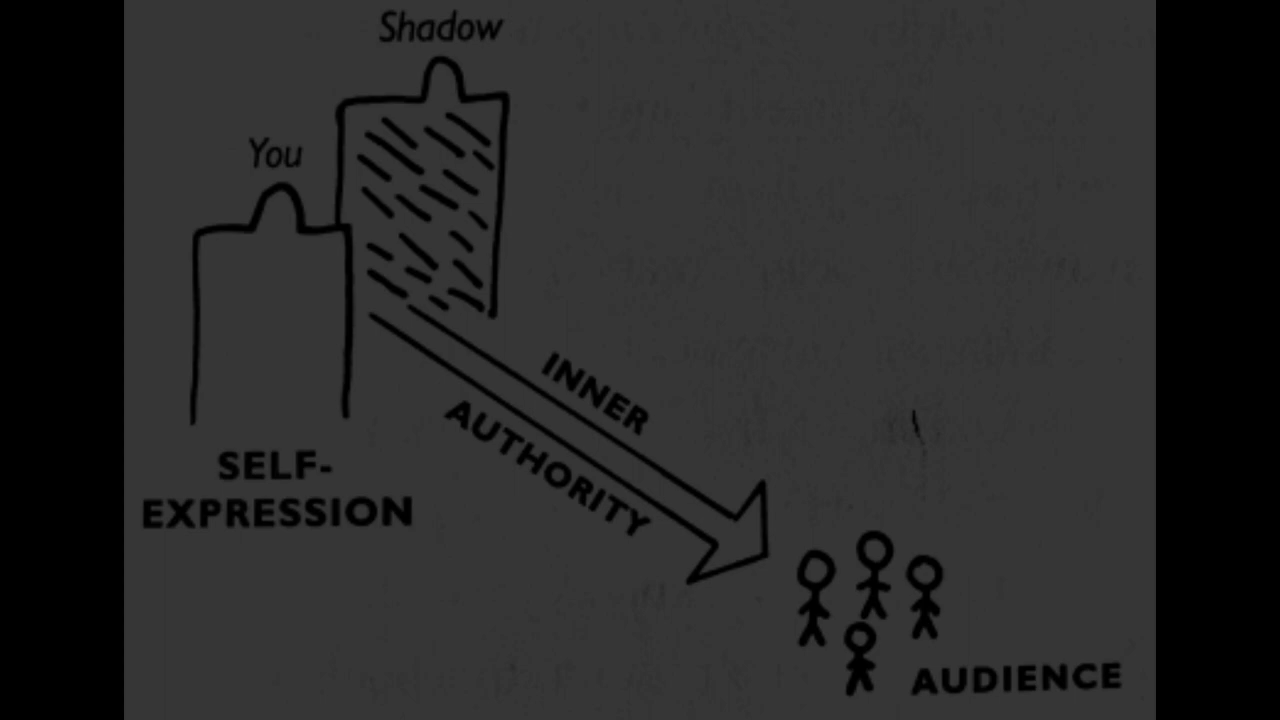 Shadow
You
INNER
AUTHORITY
SELF-
EXPRESSION
AUDIENCE